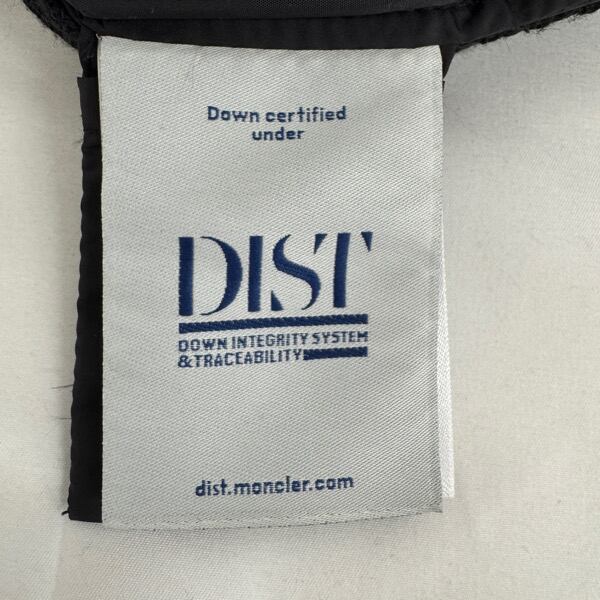 Down certified
under
DIST
DOWN INTEGRITY SYSTEM
&TRACEABILITY
dist.moncler.com